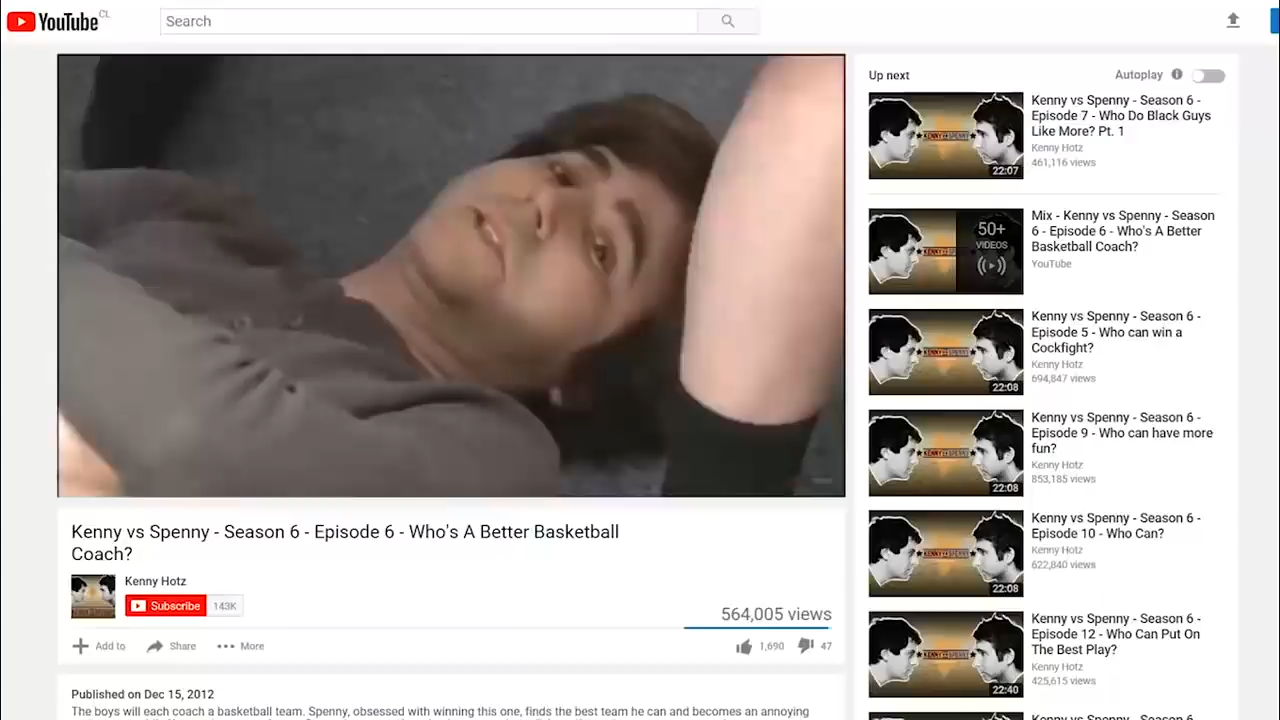 YouTube CL
Search
Up next
Autoplay
Kenny vs Spenny - Season 6 -
Episode 7 - Who Do Black Guys
Like More? Pt. 1
Kenny Hotz
461,116 views
22:07
Mix - Kenny vs Spenny - Season
6 - Episode 6 - Who's A Better
Basketball Coach?
YouTube
50+
VIDEOS
Kenny vs Spenny - Season 6 -
Episode 5 - Who can win a
Cockfight?
Kenny Hotz
694,847 views
22:08
Kenny vs Spenny - Season 6 -
Episode 9 - Who can have more
fun?
Kenny Hotz
853,185 views
22:08
Kenny vs Spenny - Season 6 -
Episode 10 - Who Can?
Kenny Hotz
622,840 views
22:08
Kenny vs Spenny - Season 6 -
Episode 12 - Who Can Put On
The Best Play?
Kenny Hotz
425,615 views
22:40
Kenny vs Spenny - Season 6 -
Kenny vs Spenny - Season 6 - Episode 6 - Who's A Better Basketball
Coach?
Kenny Hotz
Subscribe 143K
564,005 views
Add to Share More 1,690 47
Published on Dec 15, 2012
The boys will each coach a basketball team. Spenny, obsessed with winning this one, finds the best team he can and becomes an annoying